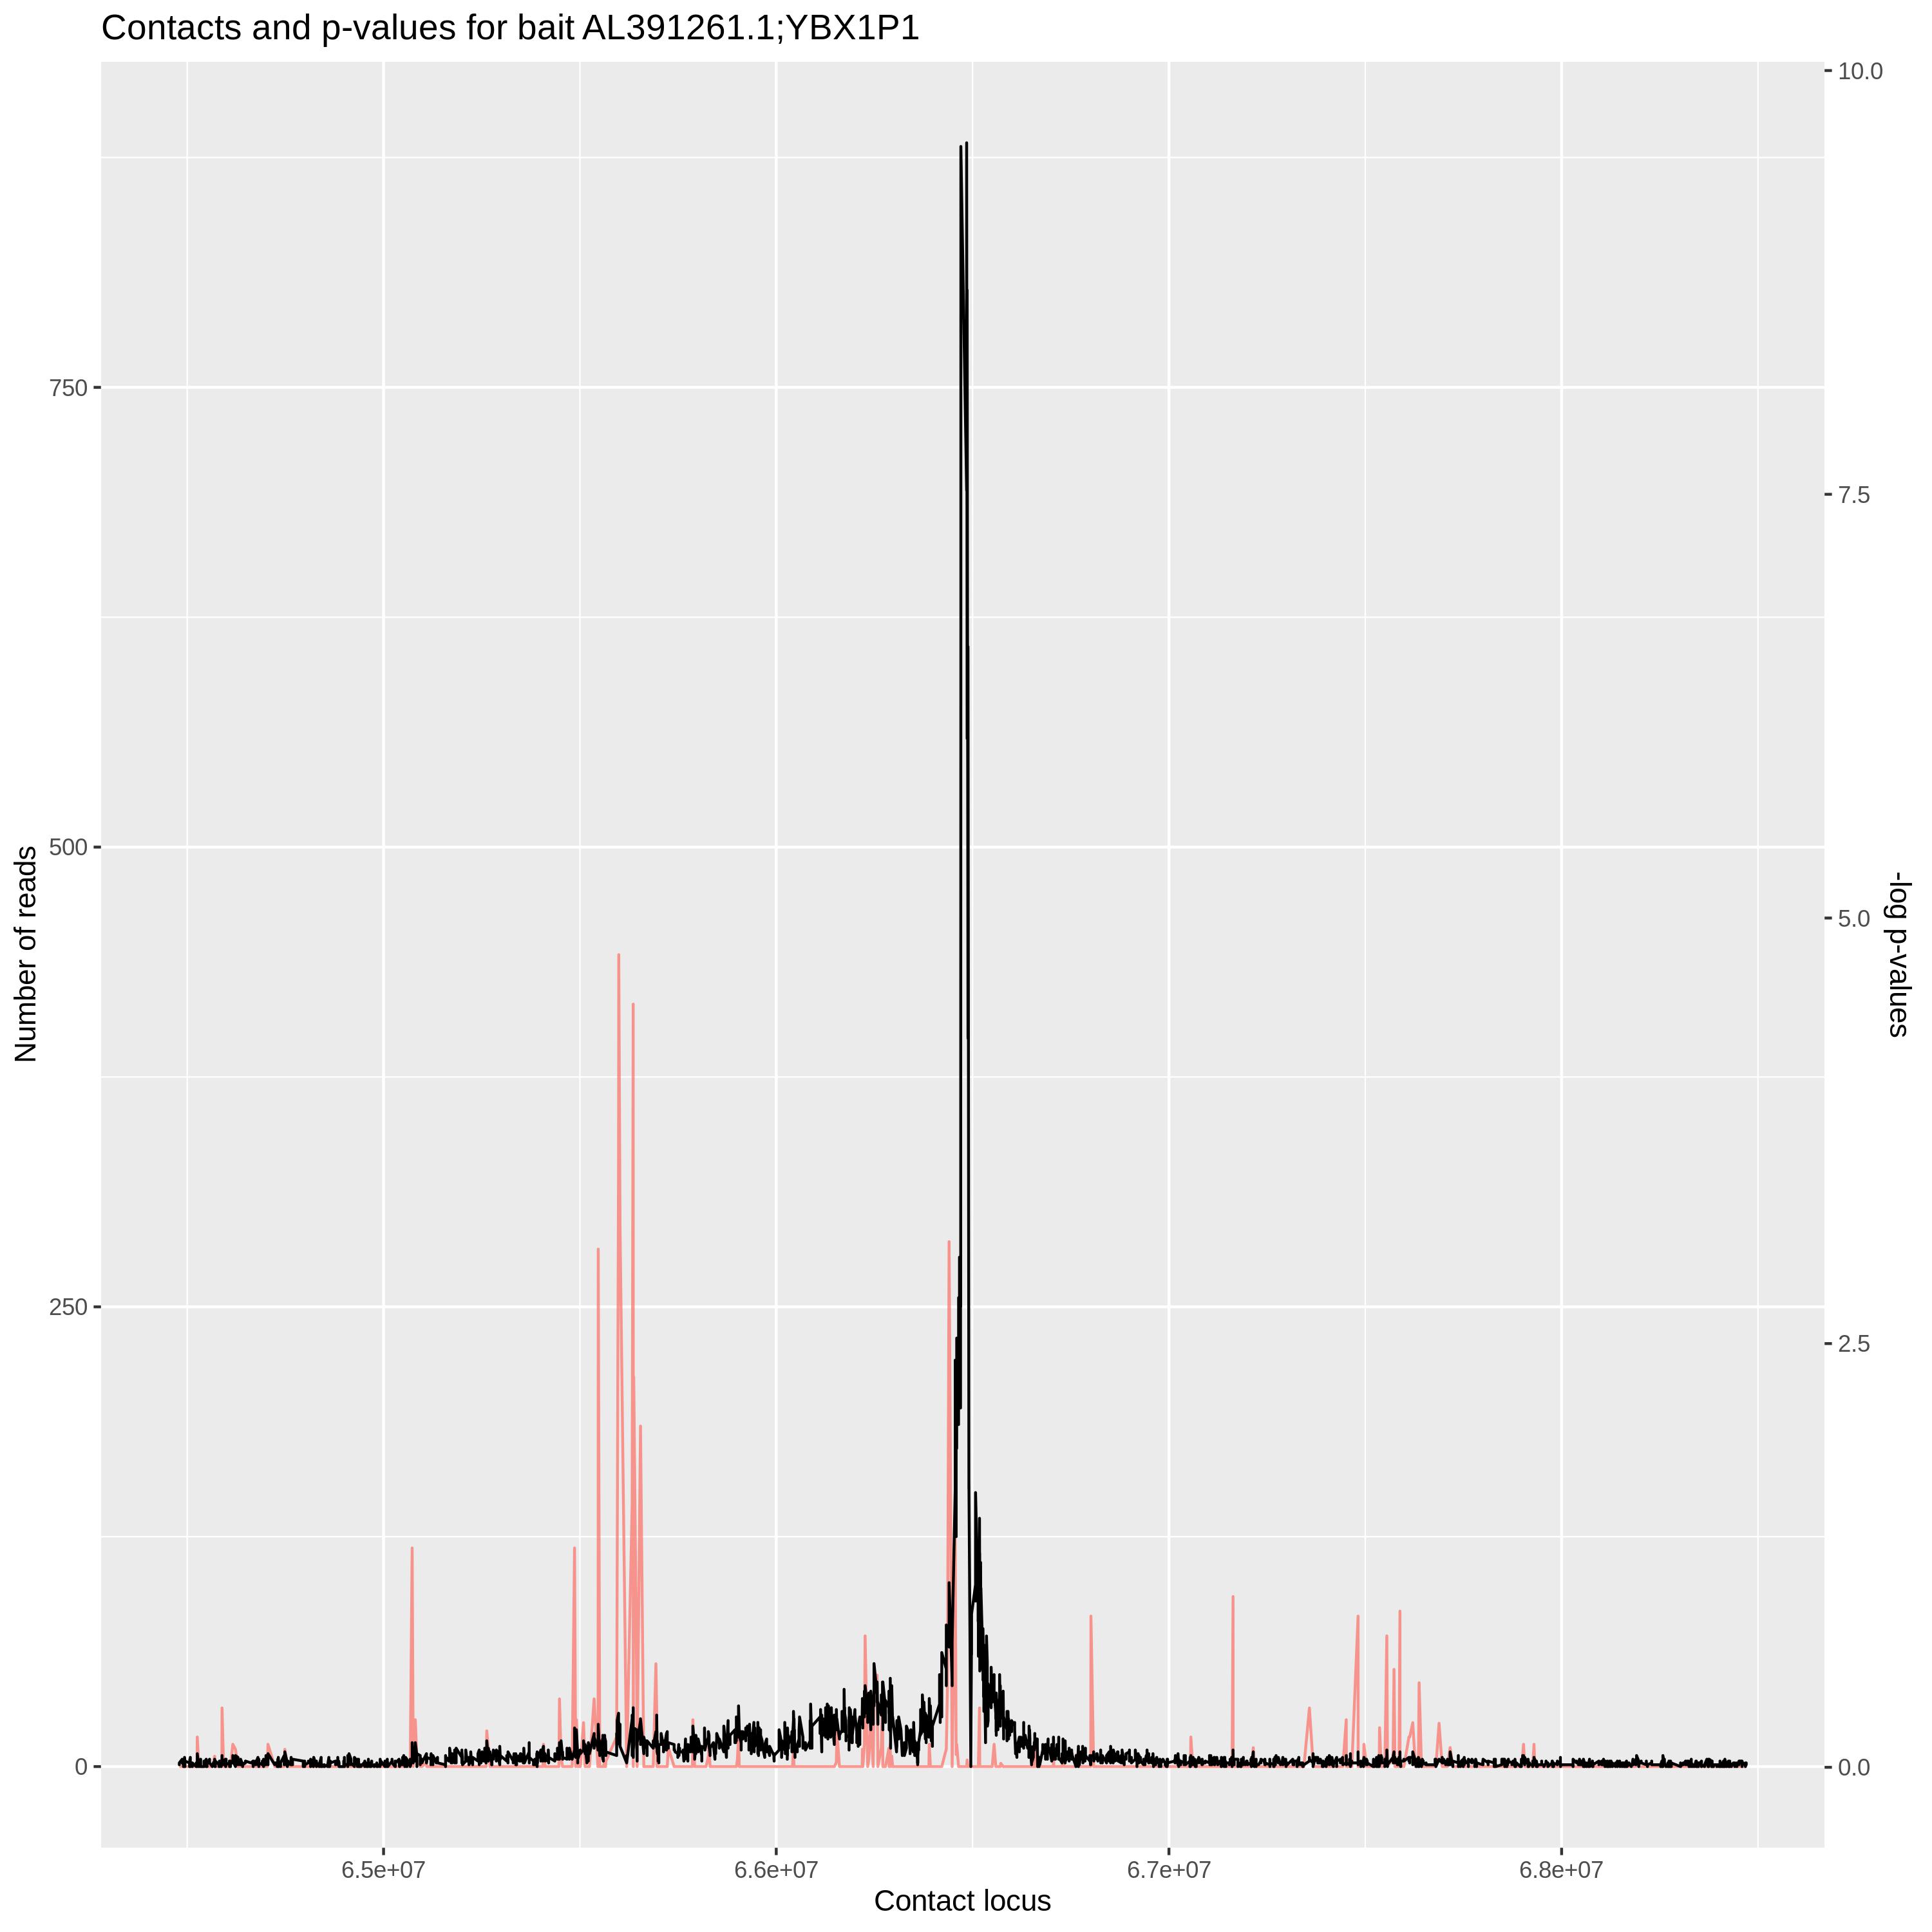 Contacts and p-values for bait AL391261.1;YBX1P1
10.0
750
7.5
500
5.0
Number of reads
-log p-values
250
2.5
0
0.0
6.5e+07
6.6e+07
6.7e+07
6.8e+07
Contact locus